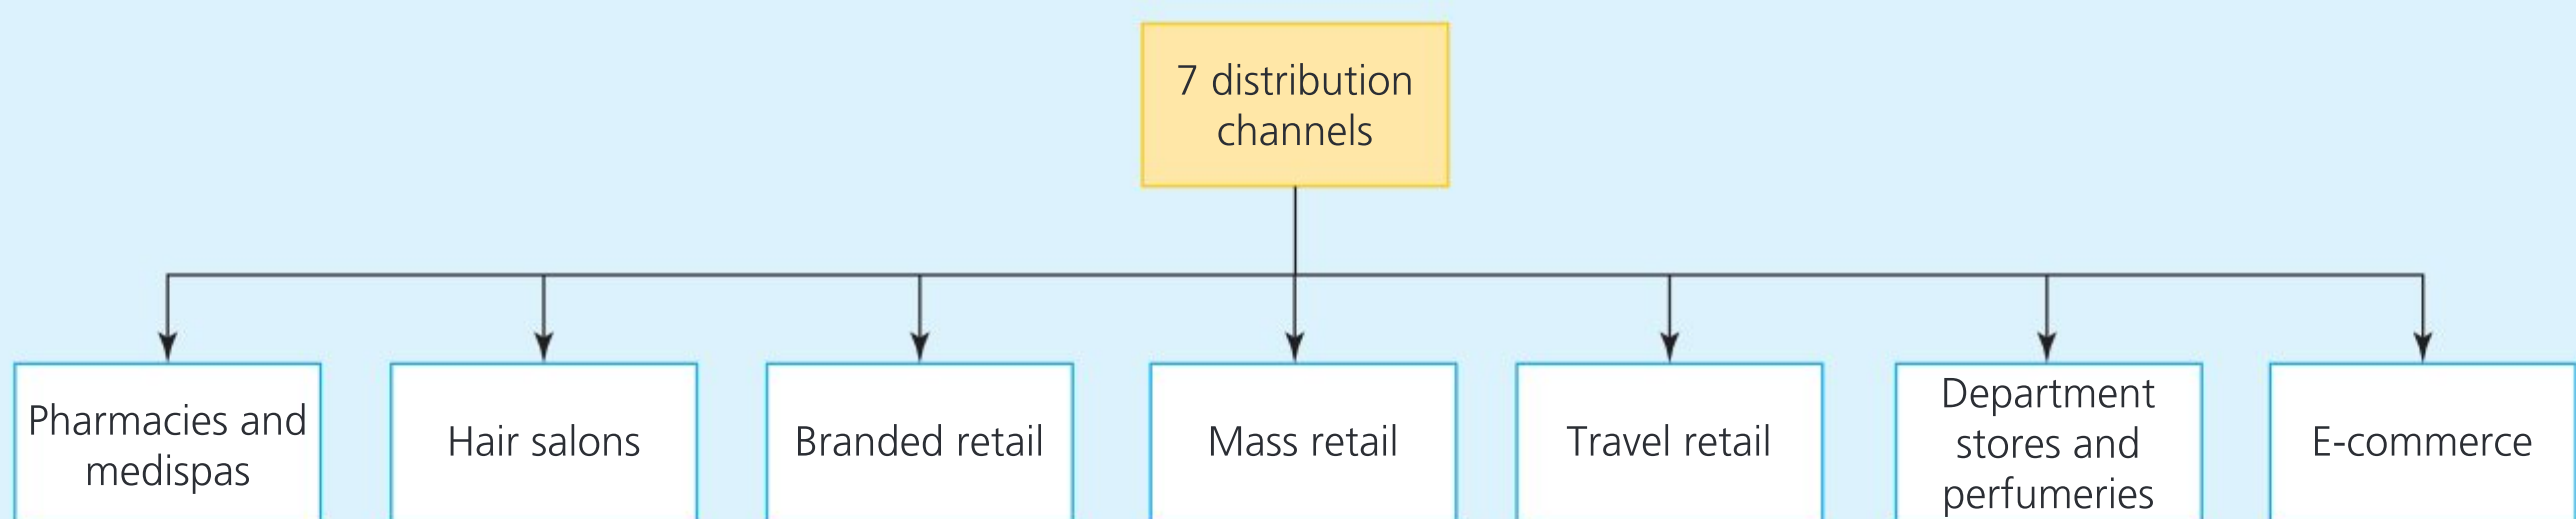 7 distribution
channels
Pharmacies and
medispas
Hair salons
Branded retail
Mass retail
Travel retail
Department
stores and
perfumeries
E-commerce